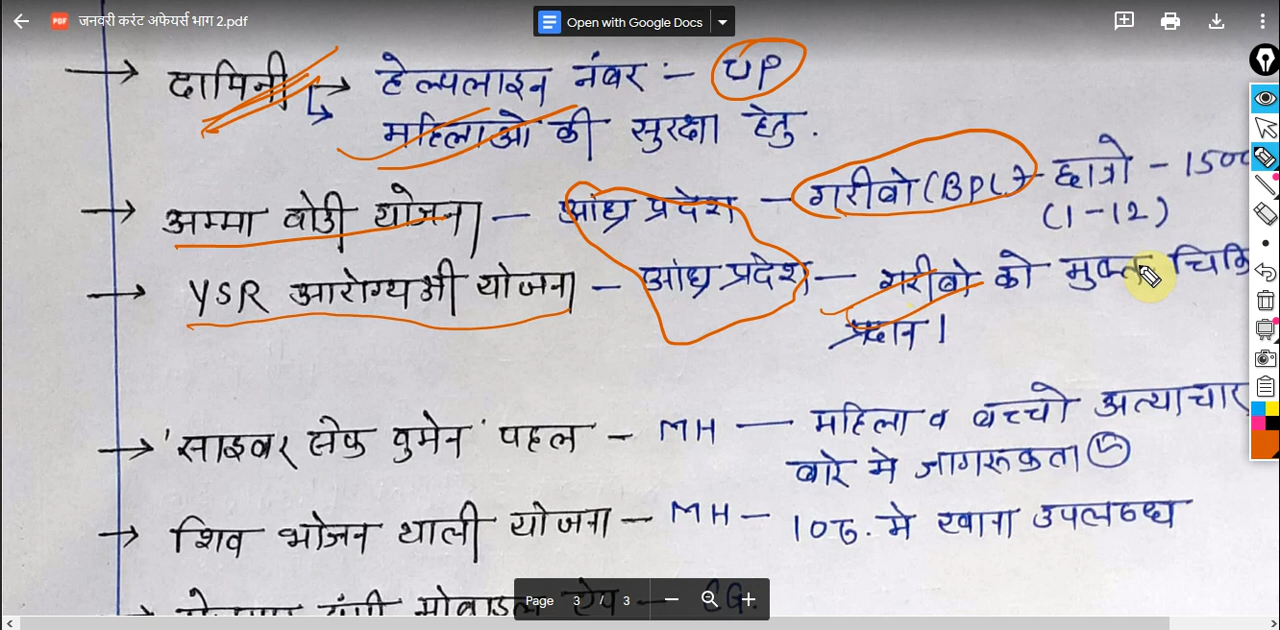 जनवरी करंट अफेयर्स भाग 2.pdf
Open with Google Docs
→ दामिनी → हेल्पलाइन नंबर :- UP
महिलाओ की सुरक्षा हेतु.
→ अम्मा वोडी योजना - आंध्र प्रदेश - गरीबो (BPL) - छात्रो - 1500
(1-12)
→ YSR आरोग्यश्री योजना - आंध्र प्रदेश - गरीबो को मुफ्त चिकि
प्रदान।
→ 'साइबर सेफ वुमेन' पहल - MH - महिला व बच्चो अत्याचार
बारे मे जागरूकता
→ शिव भोजन थाली योजना - MH - 10रु. मे खाना उपलब्ध
मोबाइल ऐप -
Page 3 / 3